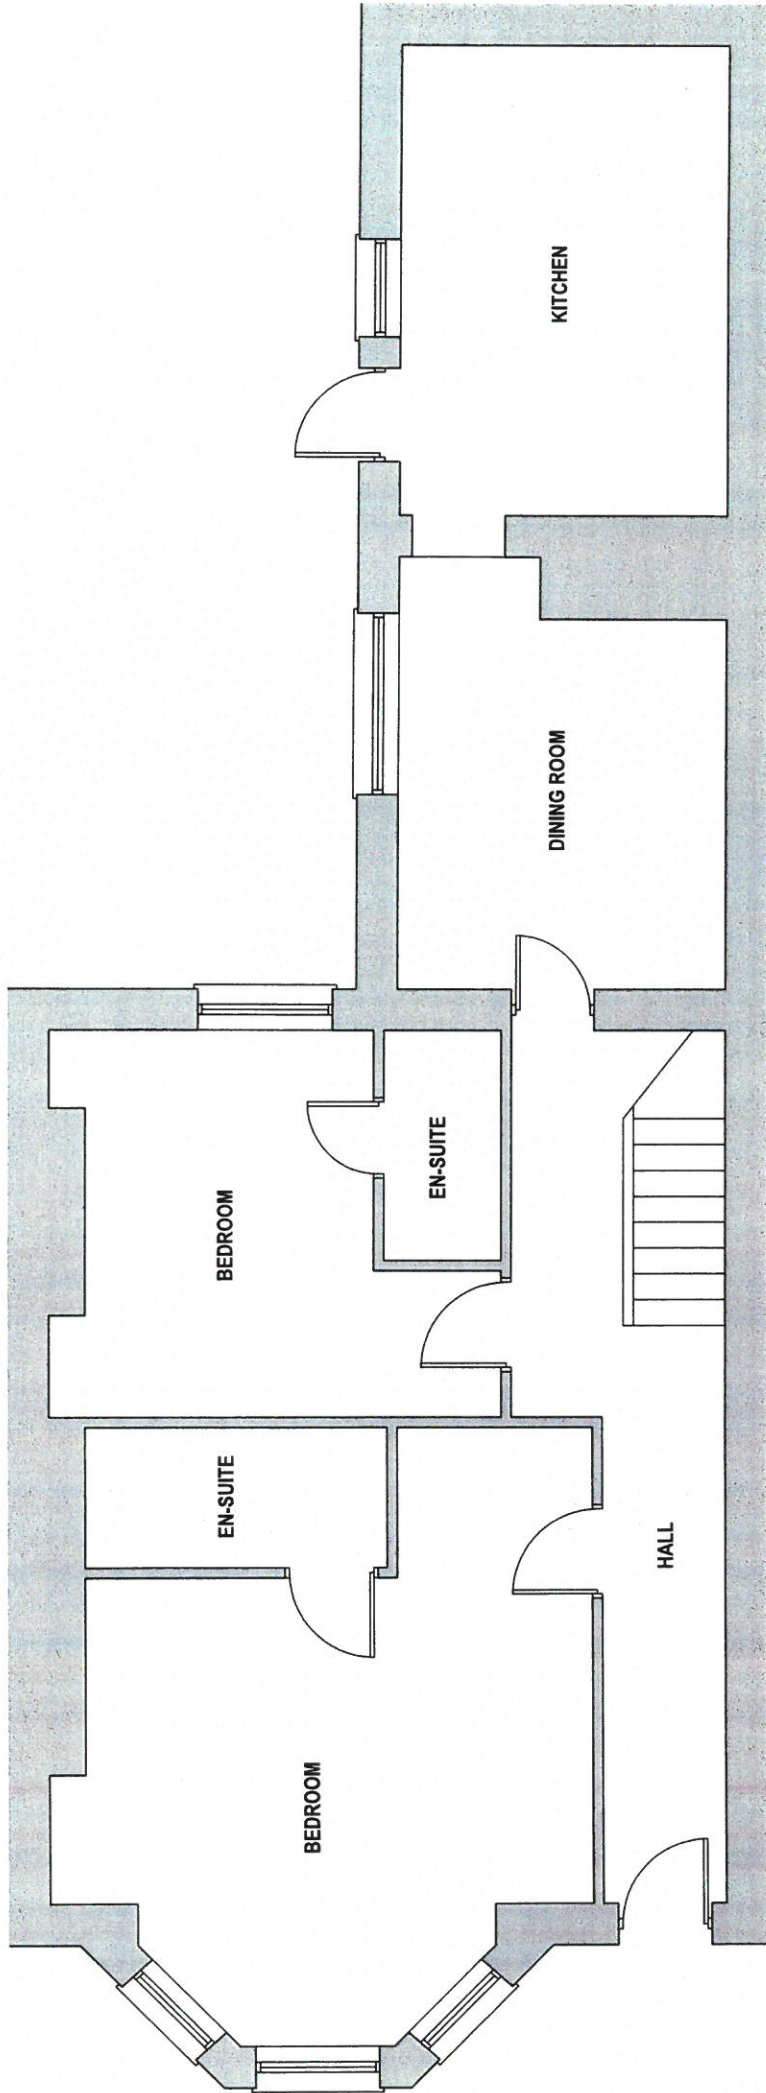 KITCHEN
DINING ROOM
EN-SUITE
BEDROOM
EN-SUITE
HALL
BEDROOM